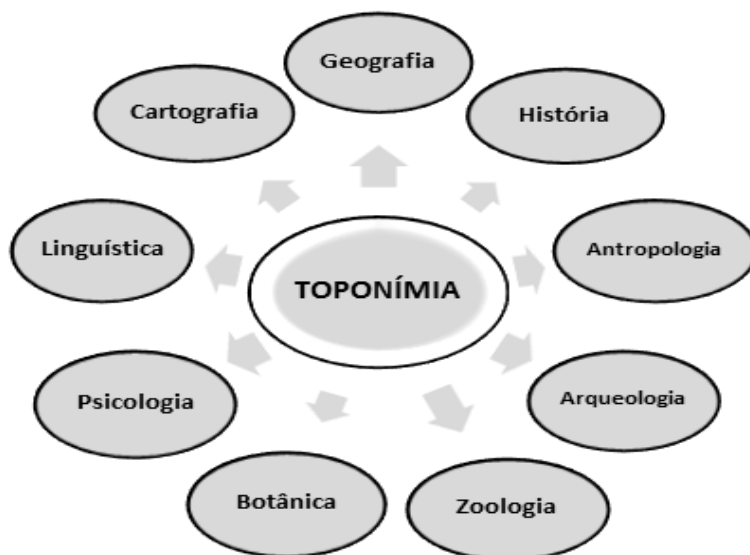 Geografia
Cartografia
História
Linguística
Antropologia
TOPONÍMIA
Psicologia
Arqueologia
Botânica
Zoologia